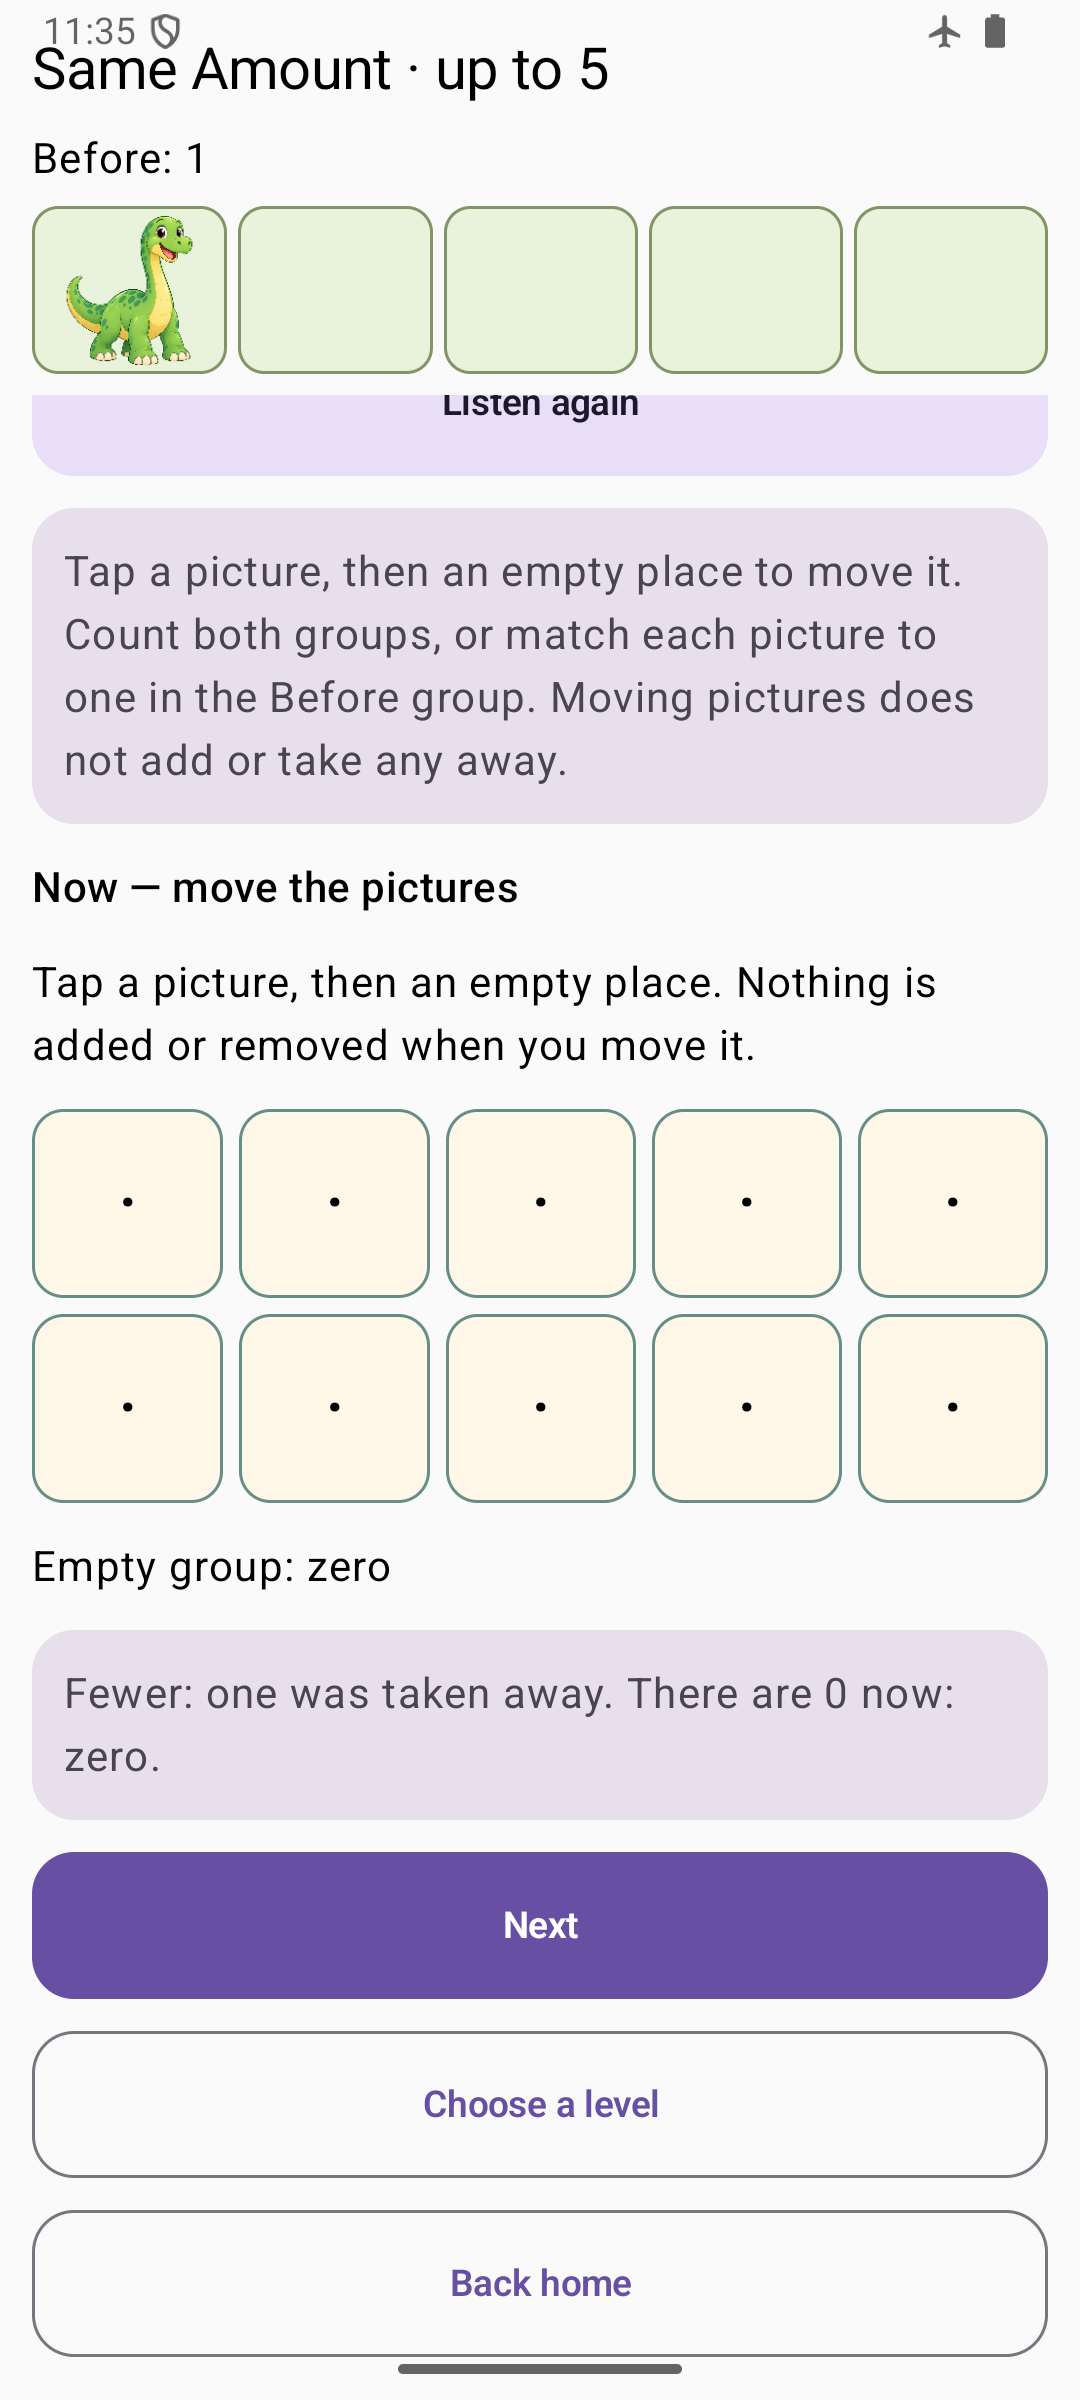 11:35
Same Amount · up to 5
Before: 1
Listen again
Tap a picture, then an empty place to move it.
Count both groups, or match each picture to
one in the Before group. Moving pictures does
not add or take any away.
Now — move the pictures
Tap a picture, then an empty place. Nothing is
added or removed when you move it.
Empty group: zero
Fewer: one was taken away. There are 0 now:
zero.
Next
Choose a level
Back home